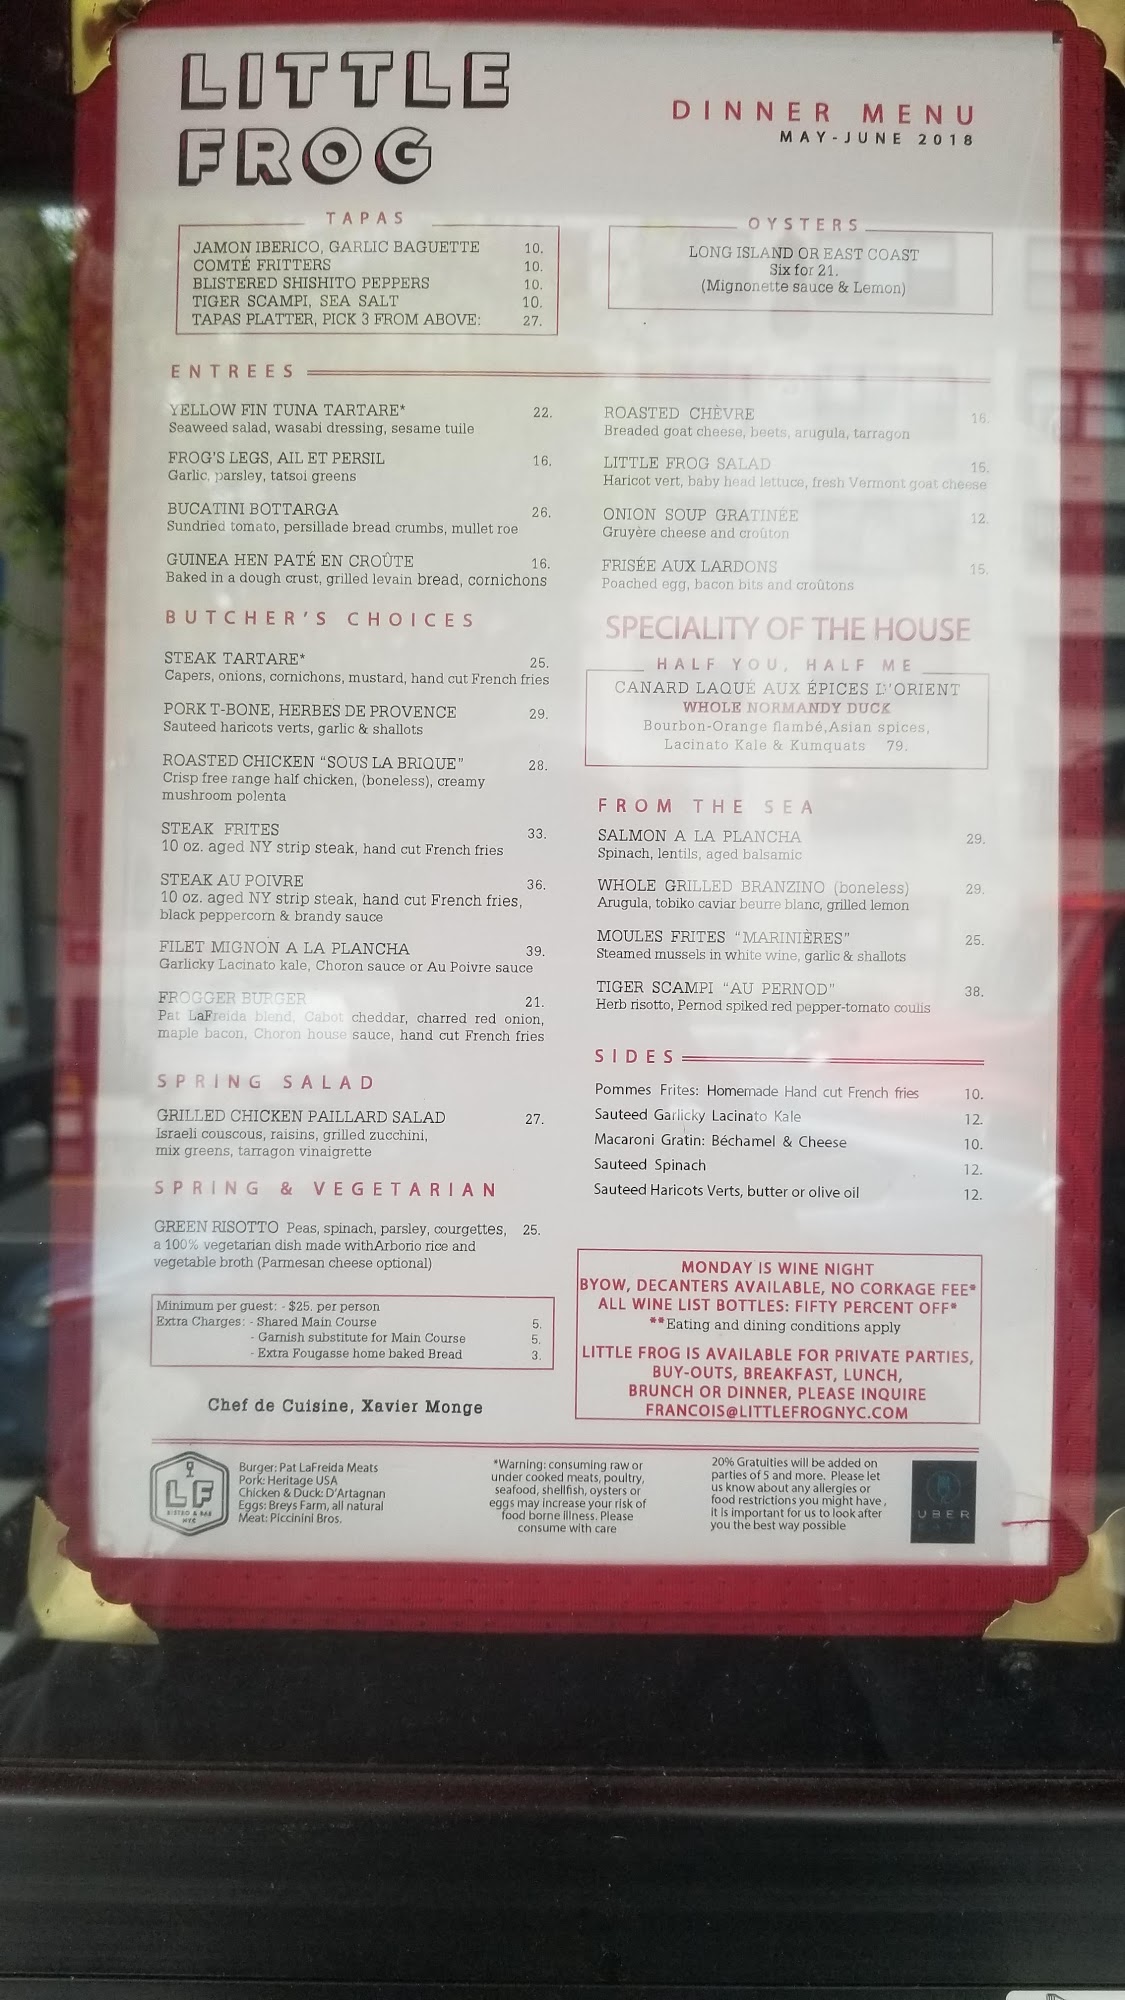 LITTLE
FROG
DINNER MENU
MAY-JUNE 2018
TAPAS
JAMON IBERICO, GARLIC BAGUETTE 10.
COMTÉ FRITTERS 10.
BLISTERED SHISHITO PEPPERS 10.
TIGER SCAMPI, SEA SALT 10.
TAPAS PLATTER, PICK 3 FROM ABOVE: 27.
OYSTERS
LONG ISLAND OR EAST COAST
Six for 21.
(Mignonette sauce & Lemon)
ENTREES
YELLOW FIN TUNA TARTARE* 22.
Seaweed salad, wasabi dressing, sesame tuile
FROG'S LEGS, AIL ET PERSIL 16.
Garlic, parsley, tatsoi greens
BUCATINI BOTTARGA 26.
Sundried tomato, persillade bread crumbs, mullet roe
GUINEA HEN PATÉ EN CROÛTE 16.
Baked in a dough crust, grilled levain bread, cornichons
ROASTED CHÈVRE 16.
Breaded goat cheese, beets, arugula, tarragon
LITTLE FROG SALAD 15.
Haricot vert, baby head lettuce, fresh Vermont goat cheese
ONION SOUP GRATINÉE 12.
Gruyère cheese and croûton
FRISÉE AUX LARDONS 15.
Poached egg, bacon bits and croûtons
BUTCHER'S CHOICES
STEAK TARTARE* 25.
Capers, onions, cornichons, mustard, hand cut French fries
PORK T-BONE, HERBES DE PROVENCE 29.
Sauteed haricots verts, garlic & shallots
ROASTED CHICKEN "SOUS LA BRIQUE" 28.
Crisp free range half chicken, (boneless), creamy
mushroom polenta
STEAK FRITES 33.
10 oz. aged NY strip steak, hand cut French fries
STEAK AU POIVRE 36.
10 oz. aged NY strip steak, hand cut French fries,
black peppercorn & brandy sauce
FILET MIGNON A LA PLANCHA 39.
Garlicky Lacinato kale, Choron sauce or Au Poivre sauce
FROGGER BURGER 21.
Pat LaFreida blend, Cabot cheddar, charred red onion,
maple bacon, Choron house sauce, hand cut French fries
SPRING SALAD
GRILLED CHICKEN PAILLARD SALAD 27.
Israeli couscous, raisins, grilled zucchini,
mix greens, tarragon vinaigrette
SPRING & VEGETARIAN
GREEN RISOTTO Peas, spinach, parsley, courgettes, 25.
a 100% vegetarian dish made withArborio rice and
vegetable broth (Parmesan cheese optional)
Minimum per guest: - $25. per person
Extra Charges: - Shared Main Course 5.
- Garnish substitute for Main Course 5.
- Extra Fougasse home baked Bread 3.
Chef de Cuisine, Xavier Monge
SPECIALITY OF THE HOUSE
HALF YOU, HALF ME
CANARD LAQUÉ AUX ÉPICES L'ORIENT
WHOLE NORMANDY DUCK
Bourbon-Orange flambé,Asian spices,
Lacinato Kale & Kumquats 79.
FROM THE SEA
SALMON A LA PLANCHA 29.
Spinach, lentils, aged balsamic
WHOLE GRILLED BRANZINO (boneless) 29.
Arugula, tobiko caviar beurre blanc, grilled lemon
MOULES FRITES "MARINIÈRES" 25.
Steamed mussels in white wine, garlic & shallots
TIGER SCAMPI "AU PERNOD" 38.
Herb risotto, Pernod spiked red pepper-tomato coulis
SIDES
Pommes Frites: Homemade Hand cut French fries 10.
Sauteed Garlicky Lacinato Kale 12.
Macaroni Gratin: Béchamel & Cheese 10.
Sauteed Spinach 12.
Sauteed Haricots Verts, butter or olive oil 12.
MONDAY IS WINE NIGHT
BYOW, DECANTERS AVAILABLE, NO CORKAGE FEE*
ALL WINE LIST BOTTLES: FIFTY PERCENT OFF*
**Eating and dining conditions apply
LITTLE FROG IS AVAILABLE FOR PRIVATE PARTIES,
BUY-OUTS, BREAKFAST, LUNCH,
BRUNCH OR DINNER, PLEASE INQUIRE
FRANCOIS@LITTLEFROGNYC.COM
LF
BISTRO & BAR
NYC
Burger: Pat LaFreida Meats
Pork: Heritage USA
Chicken & Duck: D'Artagnan
Eggs: Breys Farm, all natural
Meat: Piccinini Bros.
*Warning: consuming raw or
under cooked meats, poultry,
seafood, shellfish, oysters or
eggs may increase your risk of
food borne illness. Please
consume with care
20% Gratuities will be added on
parties of 5 and more. Please let
us know about any allergies or
food restrictions you might have,
it is important for us to look after
you the best way possible
UBER
EATS